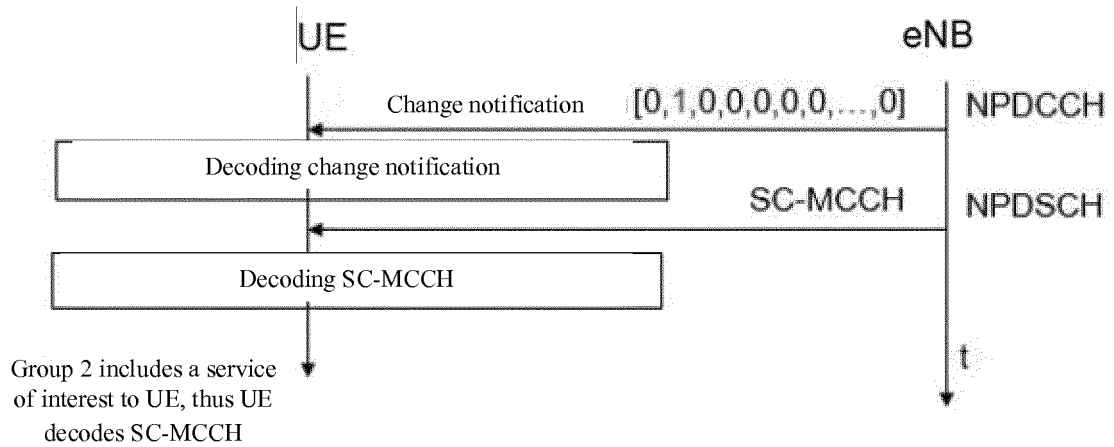 UE
eNB
Change notification
[0,1,0,0,0,0,0,...,0]
NPDCCH
Decoding change notification
SC-MCCH
NPDSCH
Decoding SC-MCCH
t
Group 2 includes a service
of interest to UE, thus UE
decodes SC-MCCH